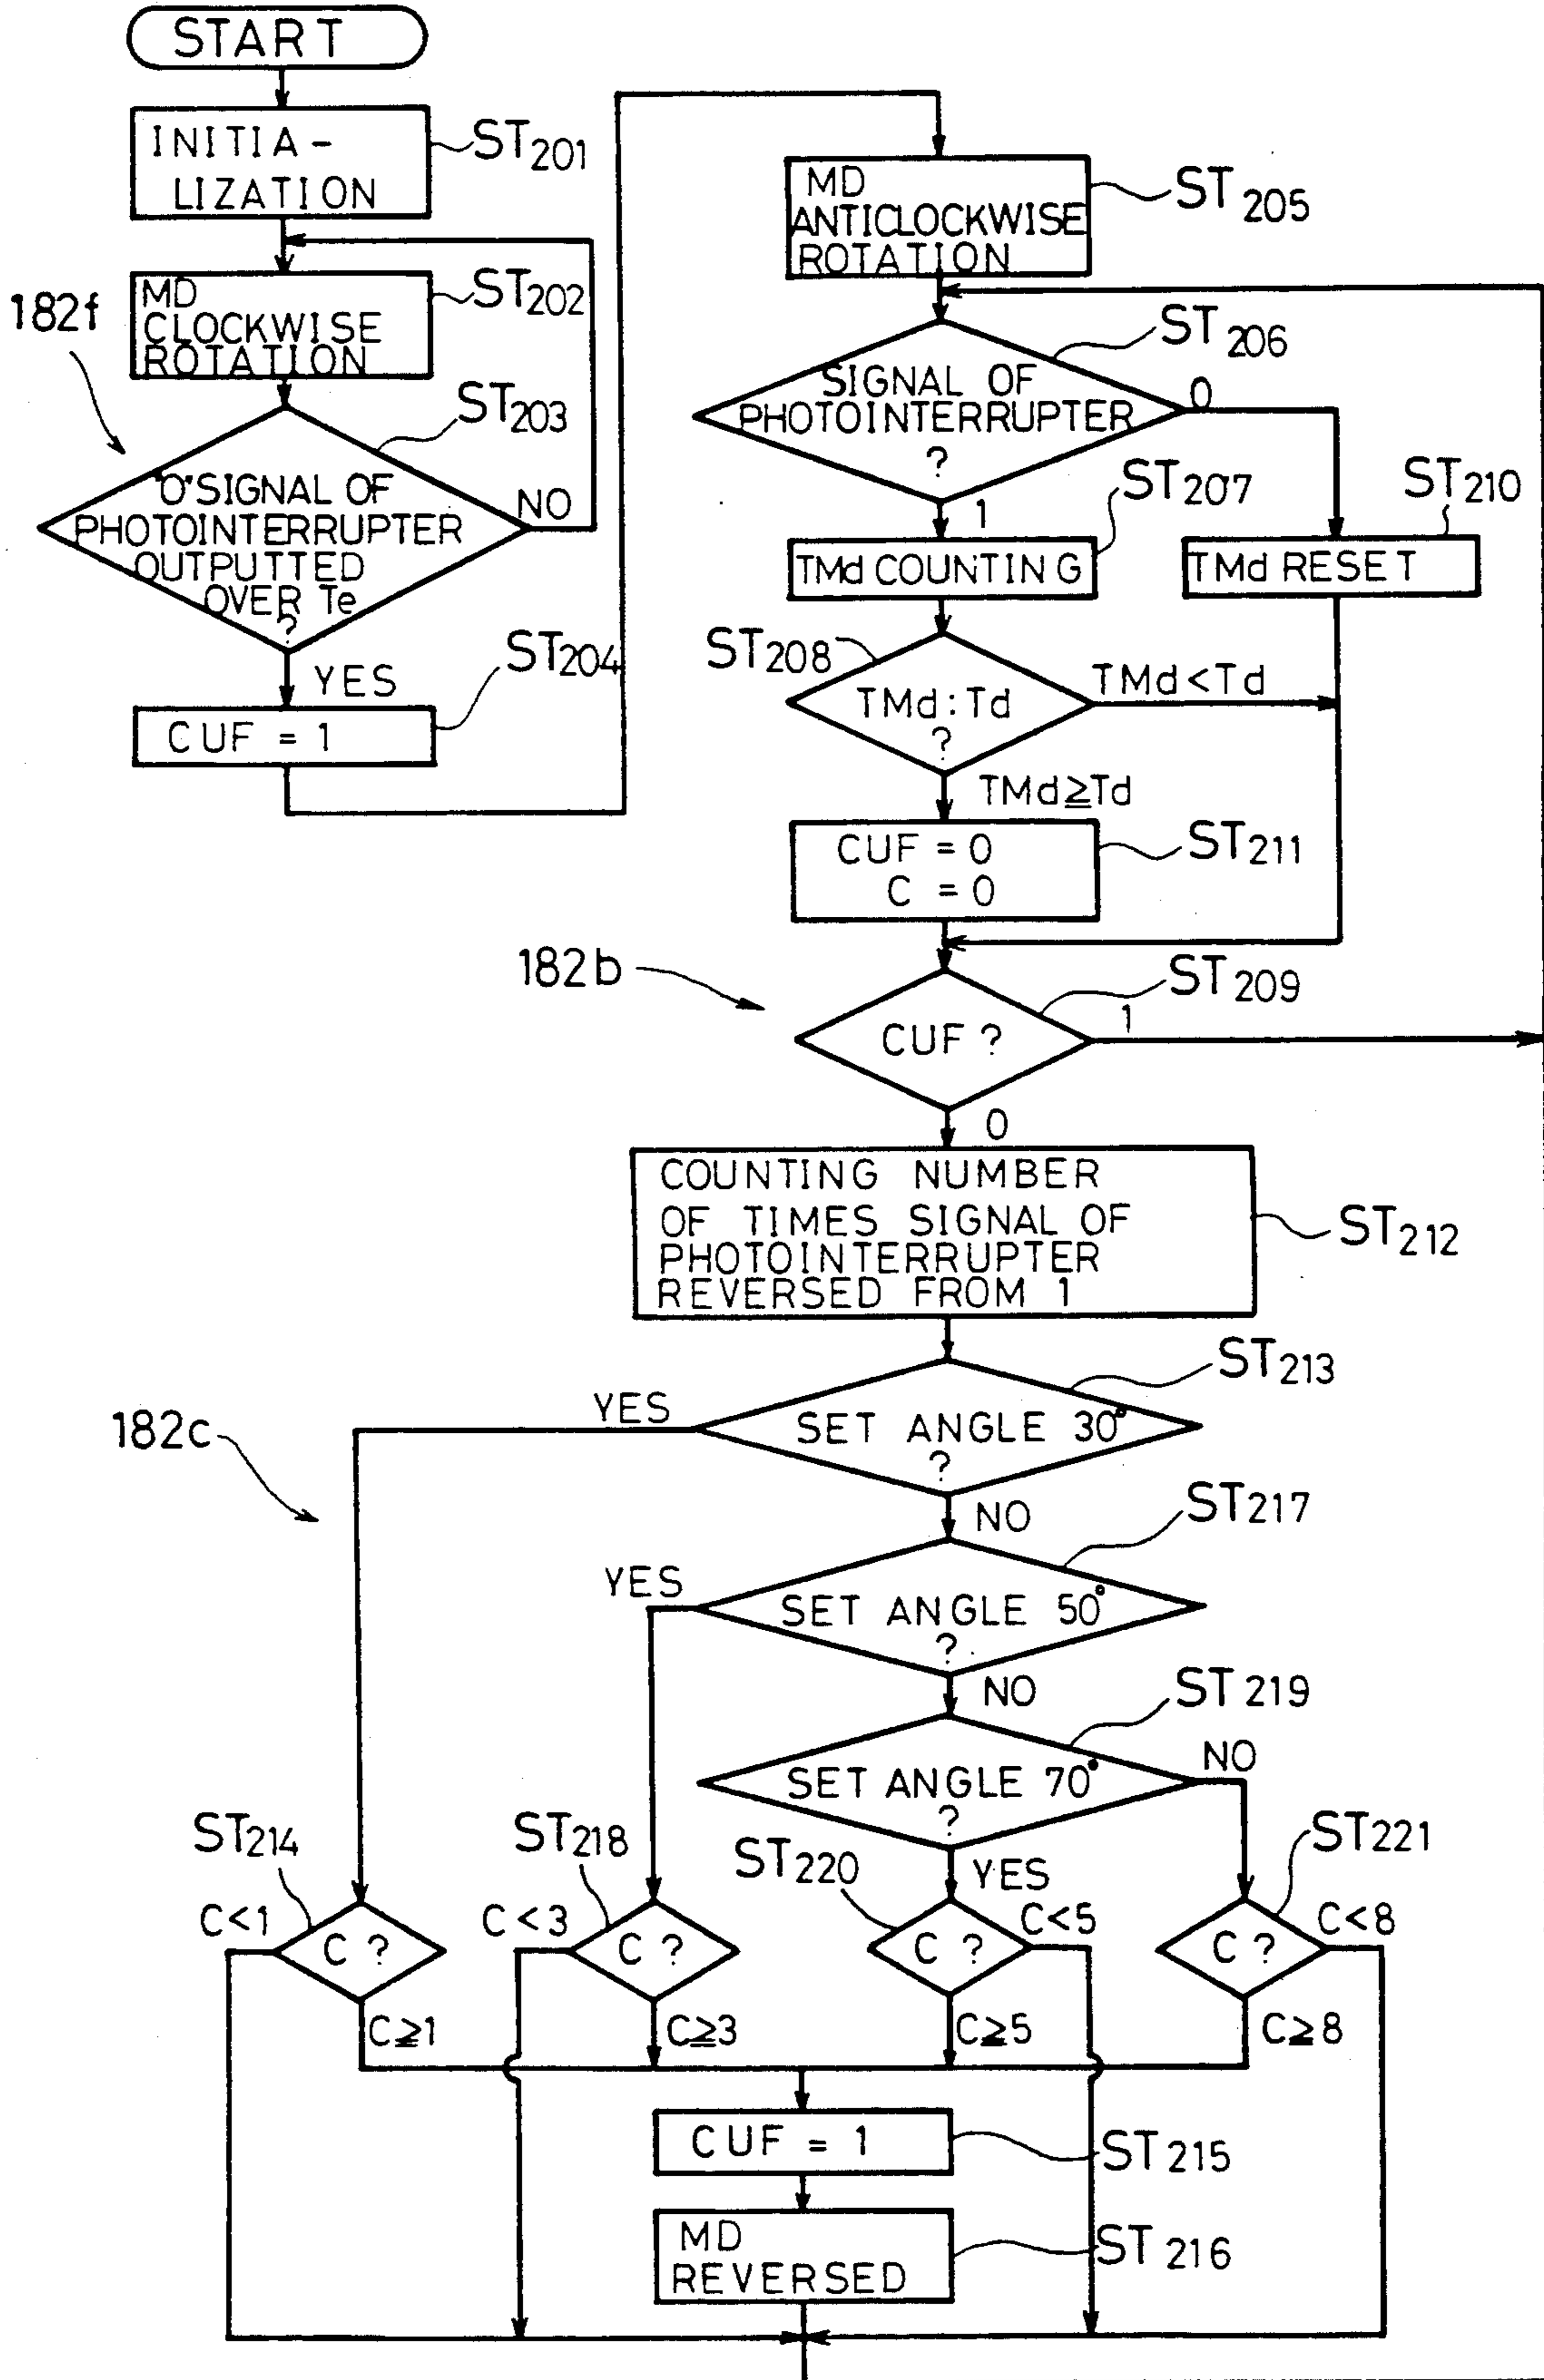 START
INITIA-
LIZATION
ST201
MD
CLOCKWISE
ROTATION
ST202
182f
"0"SIGNAL OF
PHOTOINTERRUPTER
OUTPUTTED
OVER Te
?
ST203
NO
YES
CUF = 1
ST204
MD
ANTICLOCKWISE
ROTATION
ST205
SIGNAL OF
PHOTOINTERRUPTER
?
ST206
0
1
TMd COUNTING
ST207
TMd RESET
ST210
TMd:Td
?
ST208
TMd<Td
TMd≧Td
CUF = 0
C = 0
ST211
182b
CUF ?
ST209
1
0
COUNTING NUMBER
OF TIMES SIGNAL OF
PHOTOINTERRUPTER
REVERSED FROM 1
ST212
182c
SET ANGLE 30°
?
ST213
YES
NO
SET ANGLE 50°
?
ST217
YES
NO
SET ANGLE 70°
?
ST219
NO
YES
ST214
C<1
C ?
C≧1
ST218
C<3
C ?
C≧3
ST220
C<5
C ?
C≧5
ST221
C<8
C ?
C≧8
CUF = 1
ST215
MD
REVERSED
ST216